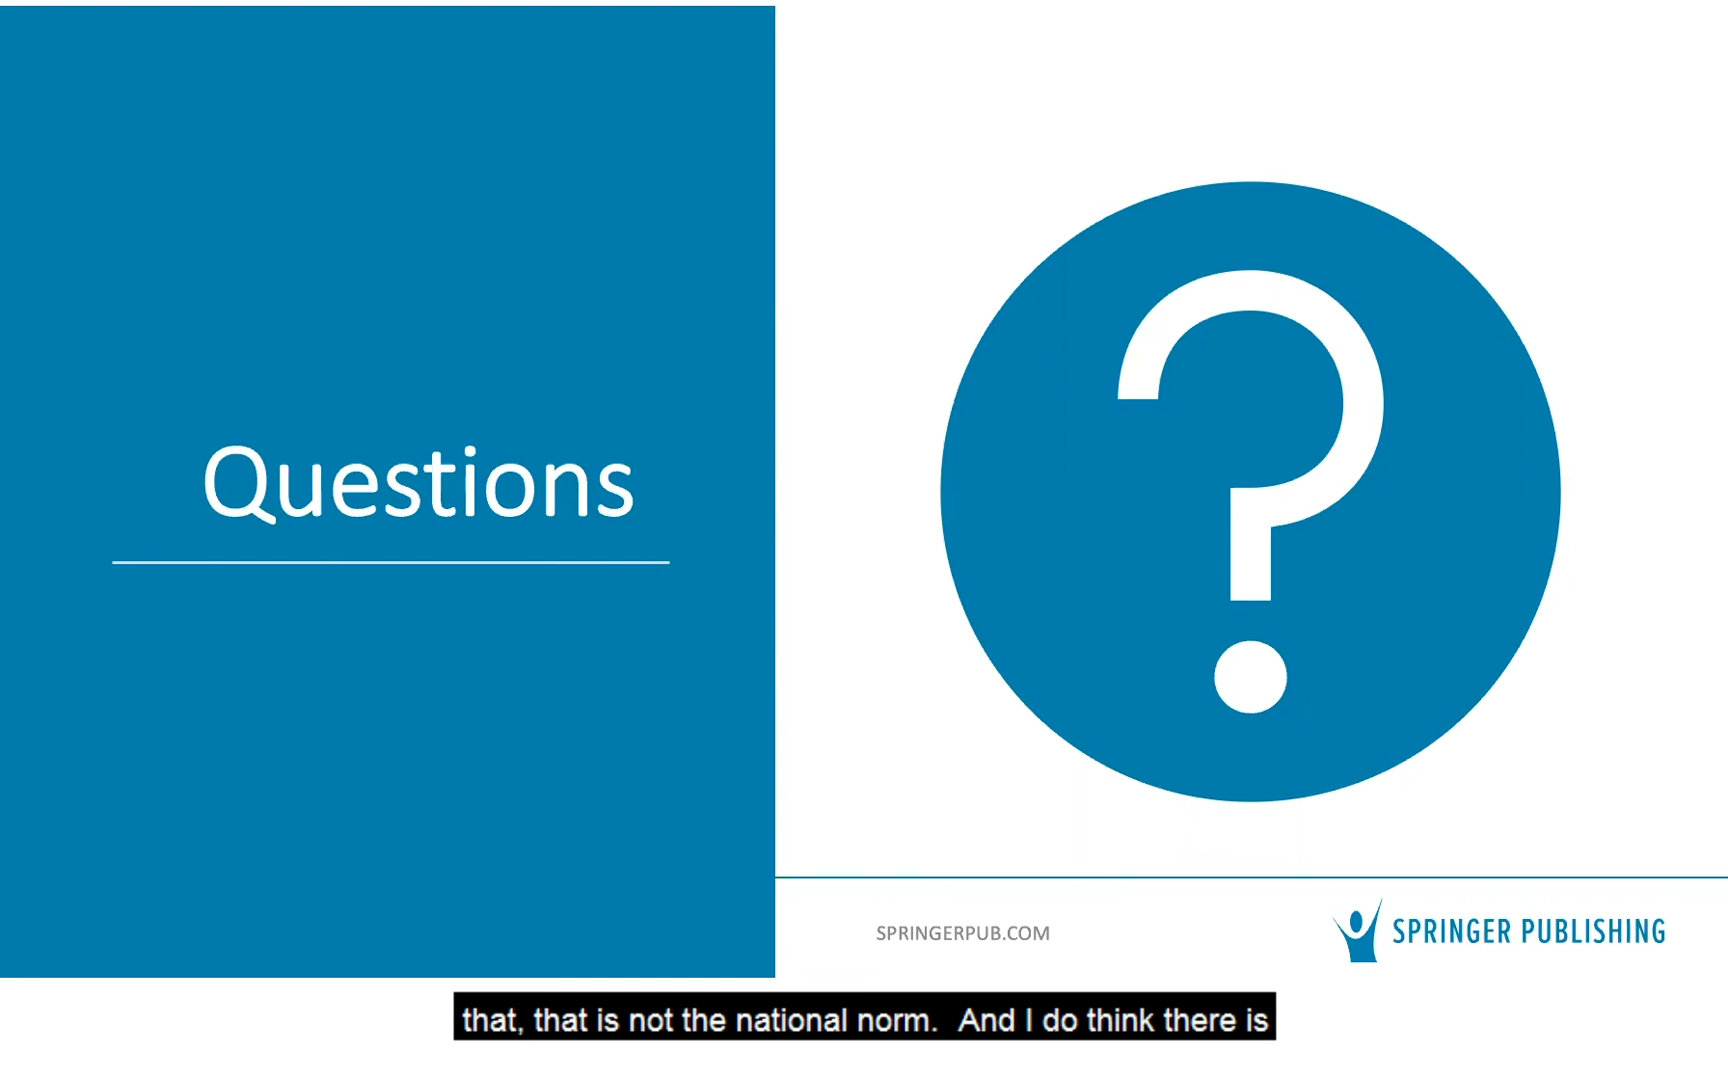 Questions
?
SPRINGERPUB.COM
SPRINGER PUBLISHING
that, that is not the national norm.  And I do think there is